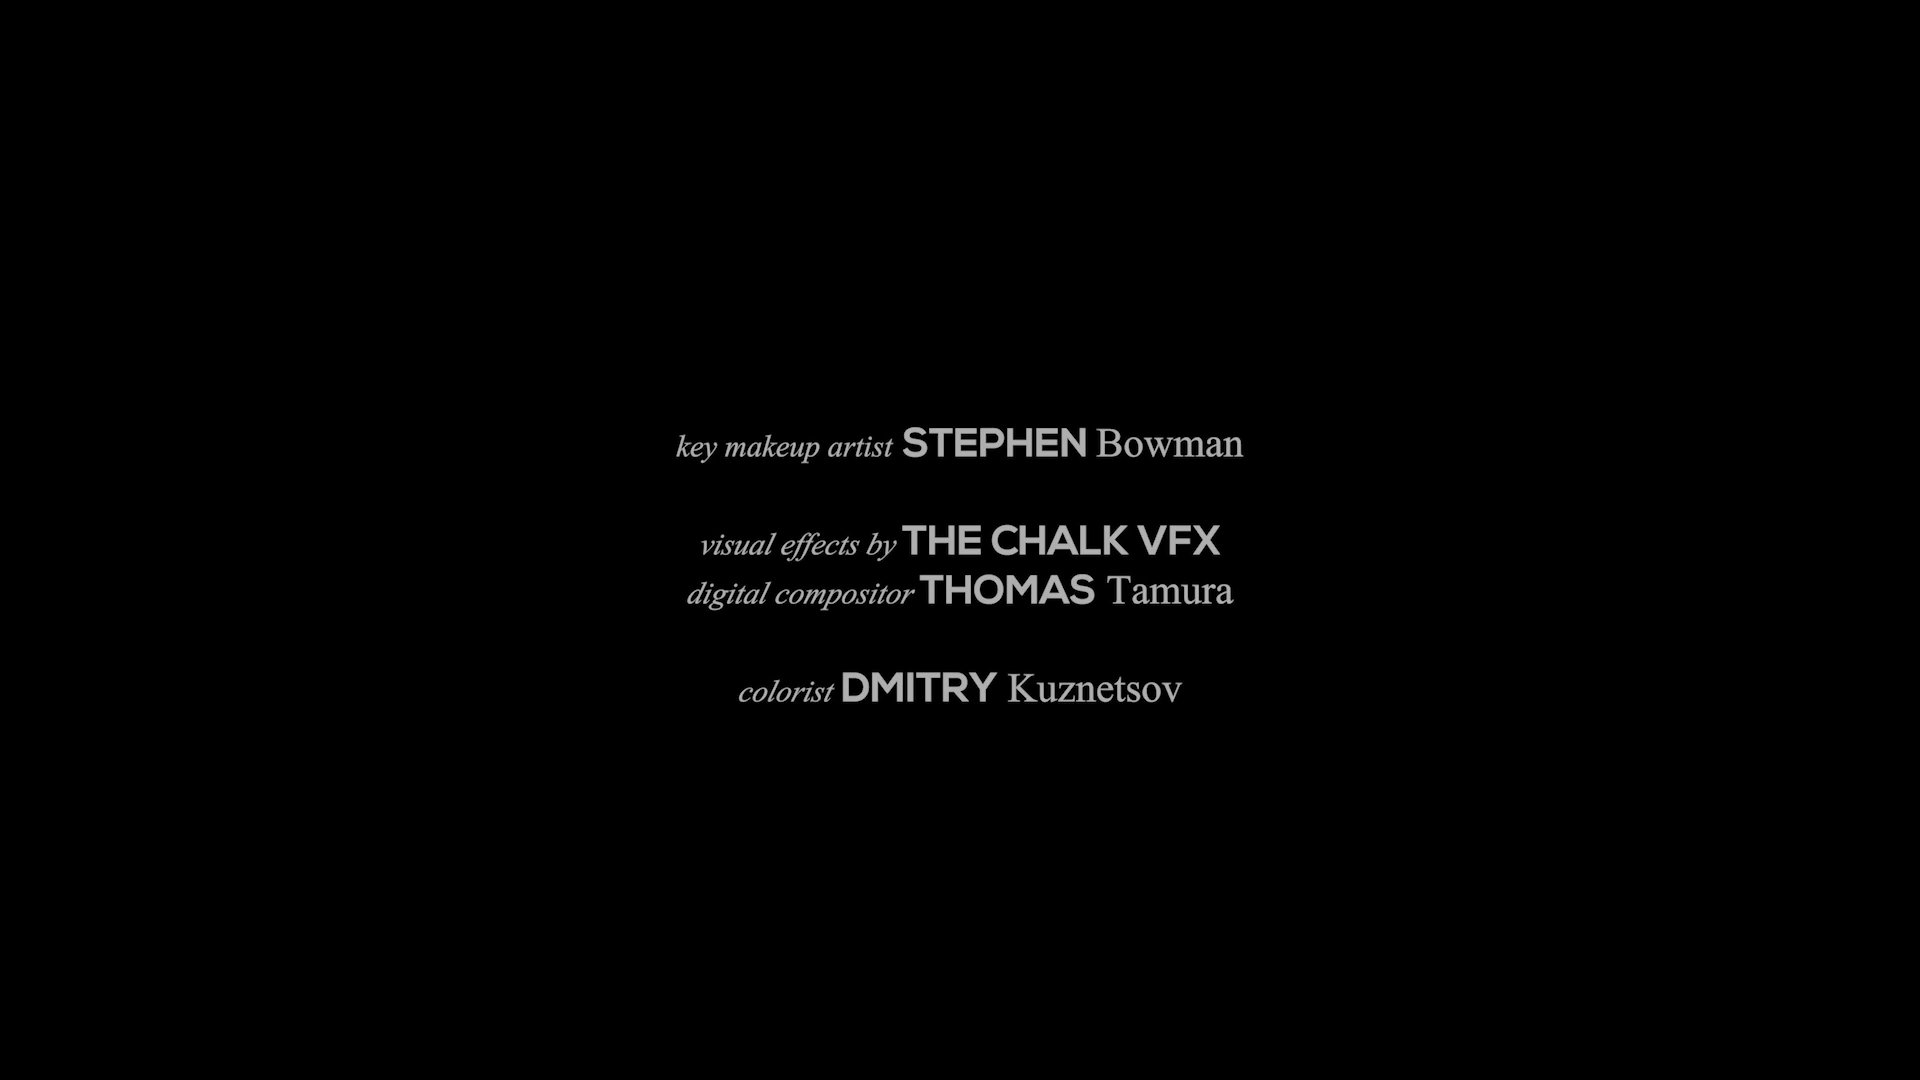 key makeup artist STEPHEN Bowman
visual effects by THE CHALK VFX
digital compositor THOMAS Tamura
colorist DMITRY Kuznetsov